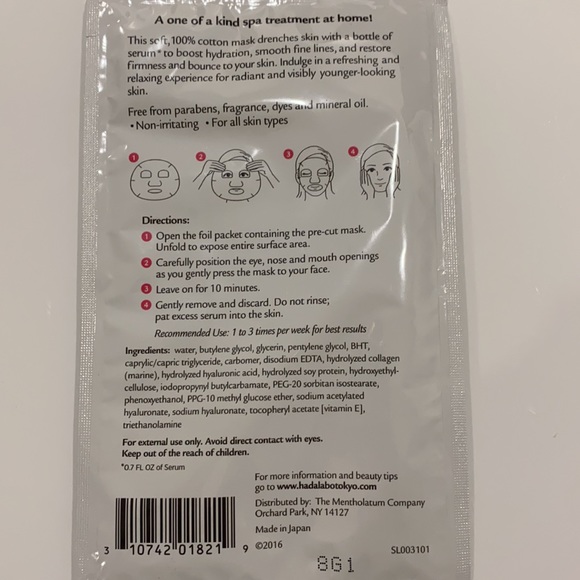 A one of a kind spa treatment at home!
This soft, 100% cotton mask drenches skin with a bottle of
serum* to boost hydration, smooth fine lines, and restore
firmness and bounce to your skin. Indulge in a refreshing and
relaxing experience for radiant and visibly younger-looking
skin.
Free from parabens, fragrance, dyes and mineral oil.
• Non-irritating • For all skin types
1 2 3 4
Directions:
1 Open the foil packet containing the pre-cut mask.
Unfold to expose entire surface area.
2 Carefully position the eye, nose and mouth openings
as you gently press the mask to your face.
3 Leave on for 10 minutes.
4 Gently remove and discard. Do not rinse;
pat excess serum into the skin.
Recommended Use: 1 to 3 times per week for best results
Ingredients: water, butylene glycol, glycerin, pentylene glycol, BHT,
caprylic/capric triglyceride, carbomer, disodium EDTA, hydrolyzed collagen
(marine), hydrolyzed hyaluronic acid, hydrolyzed soy protein, hydroxyethyl-
cellulose, iodopropynyl butylcarbamate, PEG-20 sorbitan isostearate,
phenoxyethanol, PPG-10 methyl glucose ether, sodium acetylated
hyaluronate, sodium hyaluronate, tocopheryl acetate [vitamin E],
triethanolamine
For external use only. Avoid direct contact with eyes.
Keep out of the reach of children.
*0.7 FL OZ of Serum
For more information and beauty tips
go to www.hadalabotokyo.com
Distributed by: The Mentholatum Company
Orchard Park, NY 14127
Made in Japan
©2016
3 10742 01821 9
SL003101
8G1